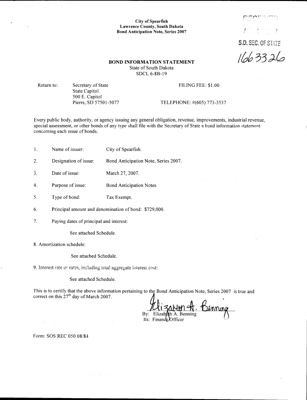 City of Spearfish
Lawrence County, South Dakota
Bond Anticipation Note, Series 2007
S.D. SEC. OF STATE
1663326
BOND INFORMATION STATEMENT
State of South Dakota
SDCL 6-8B-19
Return to: Secretary of State FILING FEE: $1.00
State Capitol
500 E. Capitol
Pierre, SD 57501-5077 TELEPHONE: #(605) 773-3537
Every public body, authority, or agency issuing any general obligation, revenue, improvements, industrial revenue,
special assessment, or other bonds of any type shall file with the Secretary of State a bond information statement
concerning each issue of bonds.
1. Name of issuer: City of Spearfish.
2. Designation of issue: Bond Anticipation Note, Series 2007.
3. Date of issue: March 27, 2007.
4. Purpose of issue: Bond Anticipation Notes
5. Type of bond: Tax Exempt.
6. Principal amount and denomination of bond: $729,000.
7. Paying dates of principal and interest:
See attached Schedule.
8. Amortization schedule:
See attached Schedule.
9. Interest rate or rates, including total aggregate interest cost:
See attached Schedule.
This is to certify that the above information pertaining to the Bond Anticipation Note, Series 2007 is true and
correct on this 27th day of March 2007.
Elizabeth A. Benning
By: Elizabeth A. Benning
Its: Finance Officer
Form: SOS REC 050 08/84